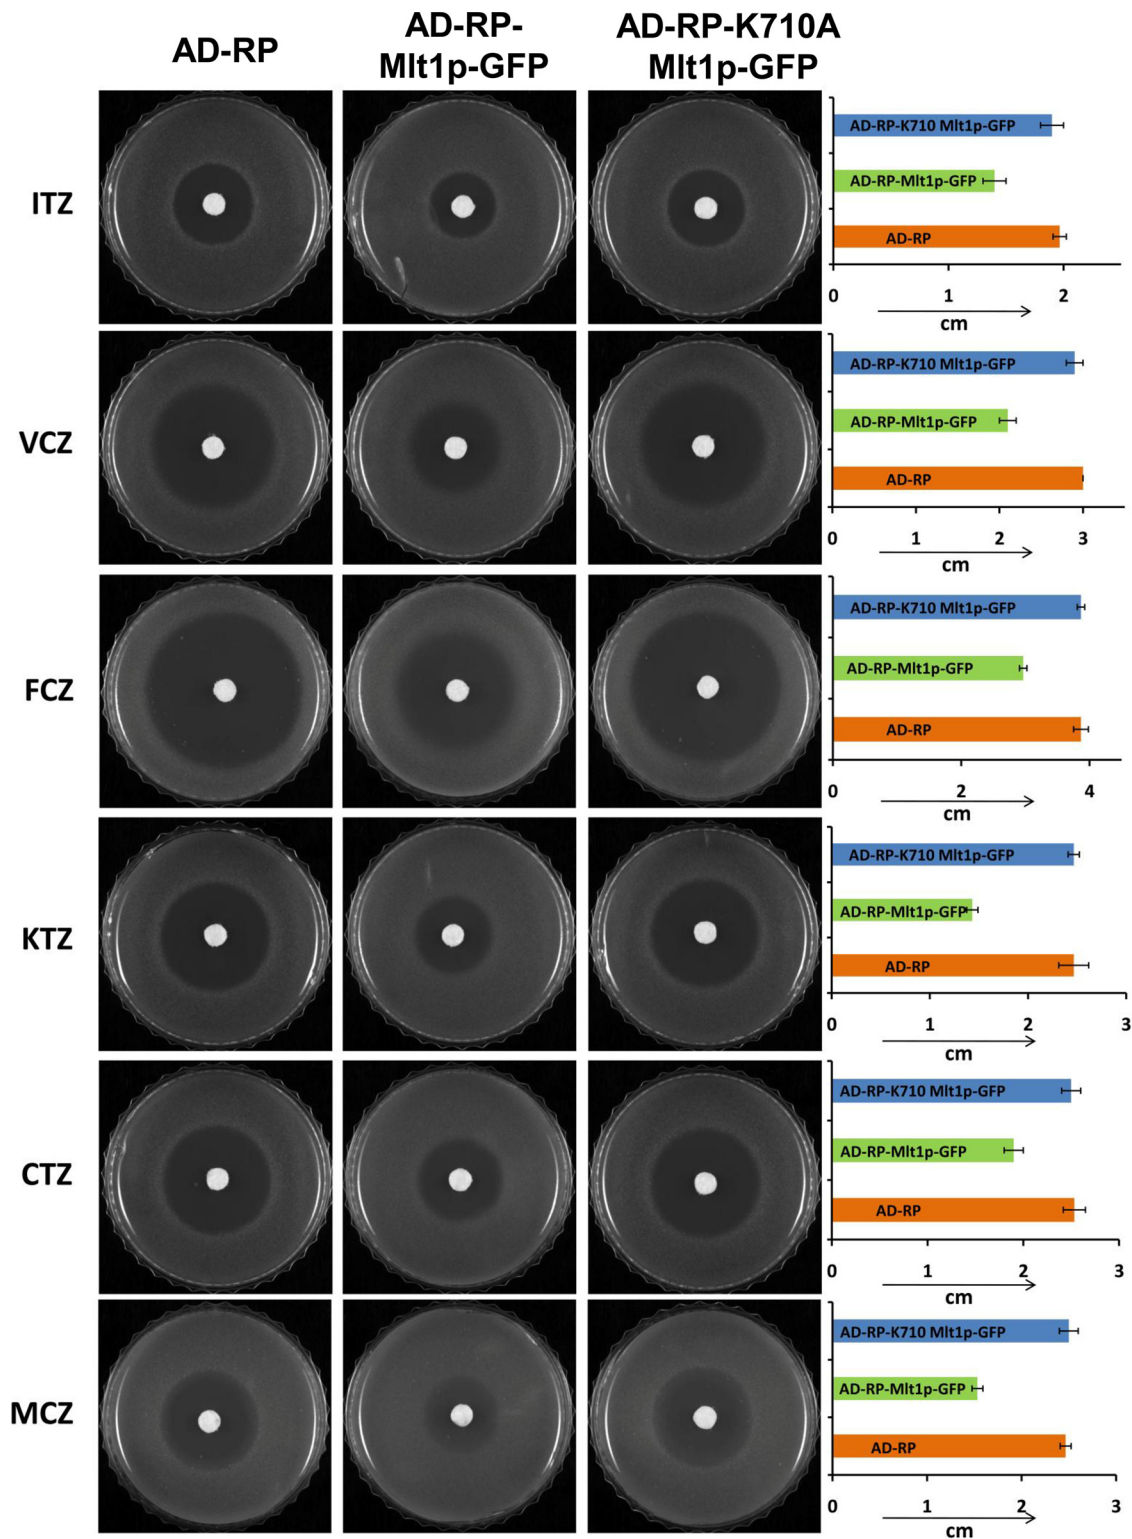 AD-RP
AD-RP-
Mlt1p-GFP
AD-RP-K710A
Mlt1p-GFP
ITZ
AD-RP-K710 Mlt1p-GFP
AD-RP-Mlt1p-GFP
AD-RP
0 1 2
cm
VCZ
AD-RP-K710 Mlt1p-GFP
AD-RP-Mlt1p-GFP
AD-RP
0 1 2 3
cm
FCZ
AD-RP-K710 Mlt1p-GFP
AD-RP-Mlt1p-GFP
AD-RP
0 2 4
cm
KTZ
AD-RP-K710 Mlt1p-GFP
AD-RP-Mlt1p-GFP
AD-RP
0 1 2 3
cm
CTZ
AD-RP-K710 Mlt1p-GFP
AD-RP-Mlt1p-GFP
AD-RP
0 1 2 3
cm
MCZ
AD-RP-K710 Mlt1p-GFP
AD-RP-Mlt1p-GFP
AD-RP
0 1 2 3
cm